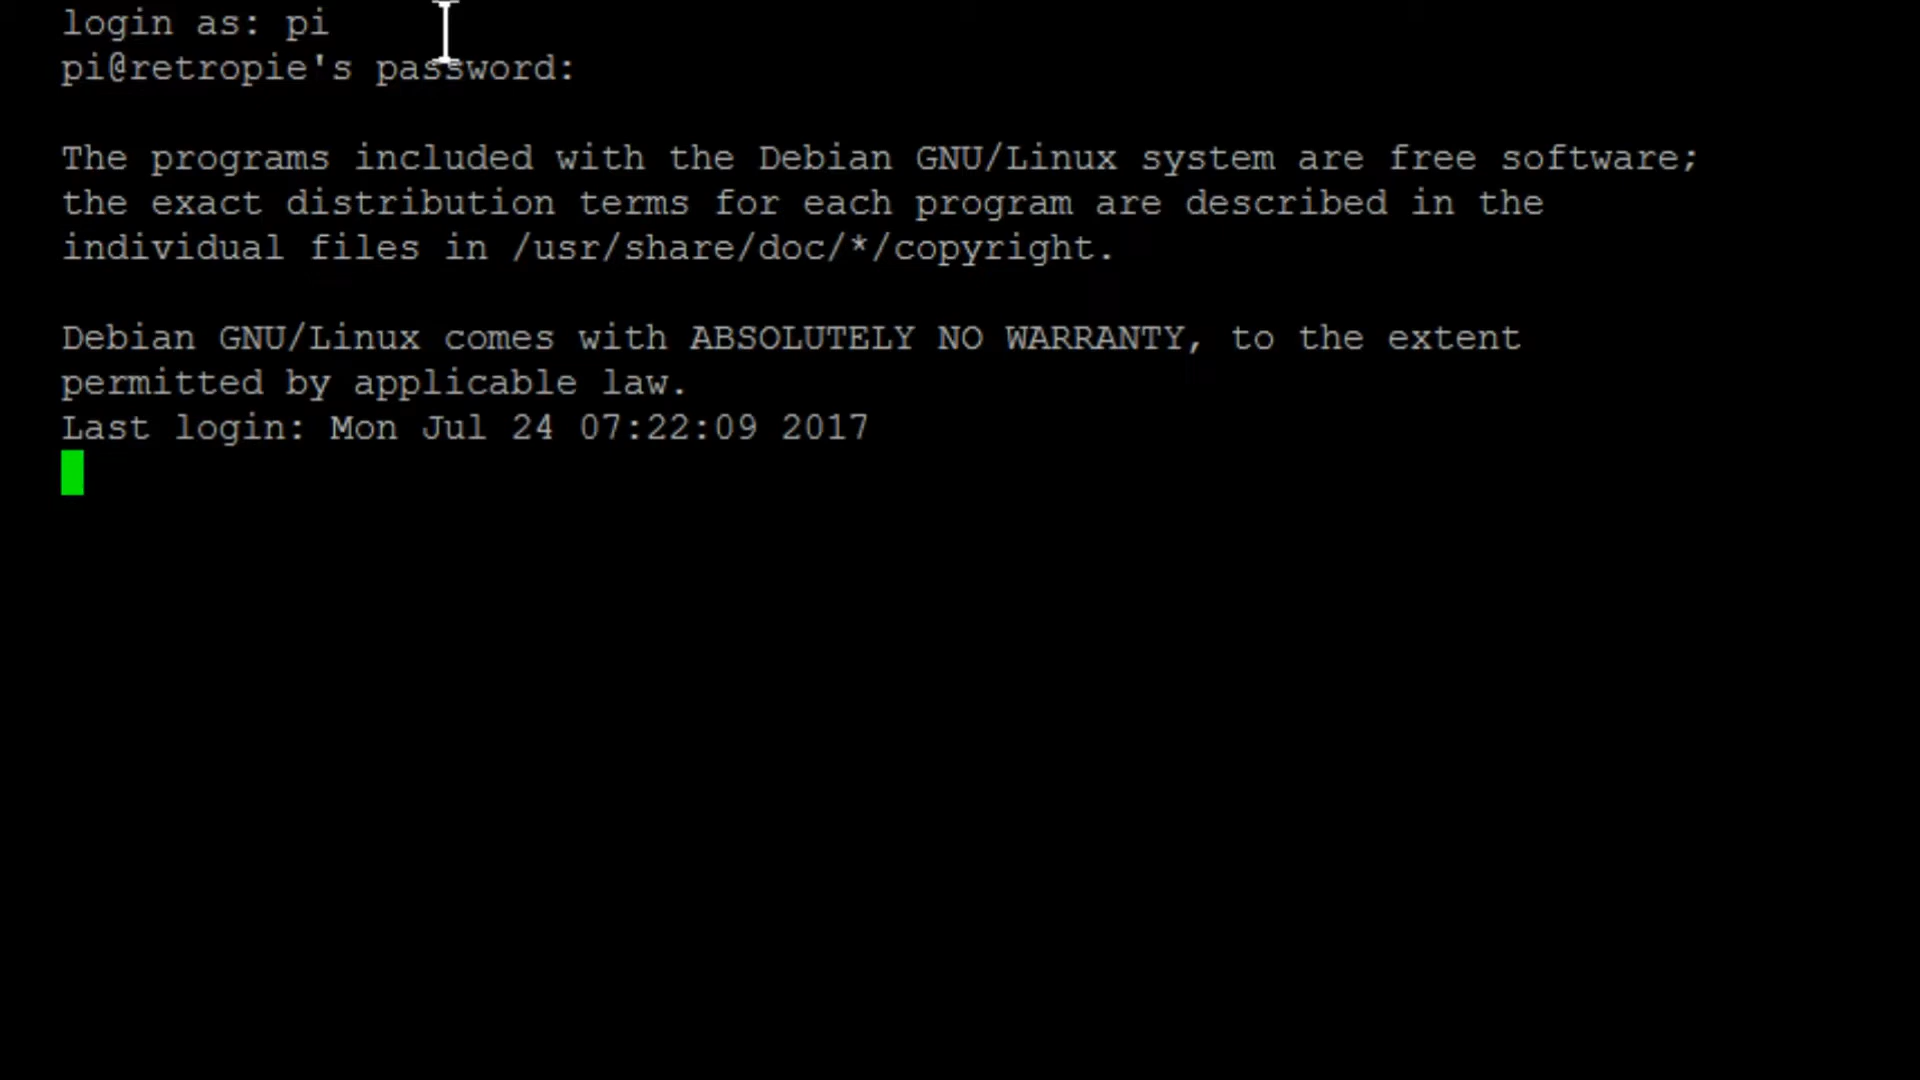 login as: pi
pi@retropie's password:
The programs included with the Debian GNU/Linux system are free software;
the exact distribution terms for each program are described in the
individual files in /usr/share/doc/*/copyright.
Debian GNU/Linux comes with ABSOLUTELY NO WARRANTY, to the extent
permitted by applicable law.
Last login: Mon Jul 24 07:22:09 2017